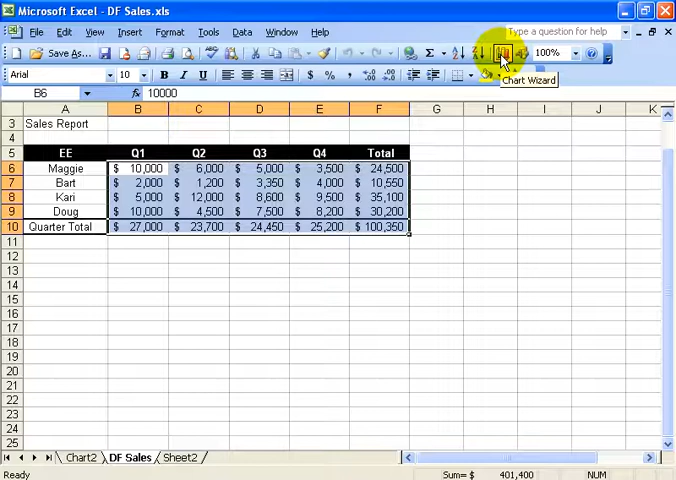 Microsoft Excel - DF Sales.xls
File Edit View Insert Format Tools Data Window Help Type a question for help
Save As... Σ 100%
Arial 10 B I U $ % ,
B6 fx 10000
A B C D E F G H I J K
3 Sales Report
4
5 EE Q1 Q2 Q3 Q4 Total
6 Maggie $ 10,000 $ 6,000 $ 5,000 $ 3,500 $ 24,500
7 Bart $ 2,000 $ 1,200 $ 3,350 $ 4,000 $ 10,550
8 Kari $ 5,000 $ 12,000 $ 8,600 $ 9,500 $ 35,100
9 Doug $ 10,000 $ 4,500 $ 7,500 $ 8,200 $ 30,200
10 Quarter Total $ 27,000 $ 23,700 $ 24,450 $ 25,200 $ 100,350
11
12
13
14
15
16
17
18
19
20
21
22
23
24
25
Chart Wizard
Chart2 DF Sales Sheet2
Ready Sum= $ 401,400 NUM